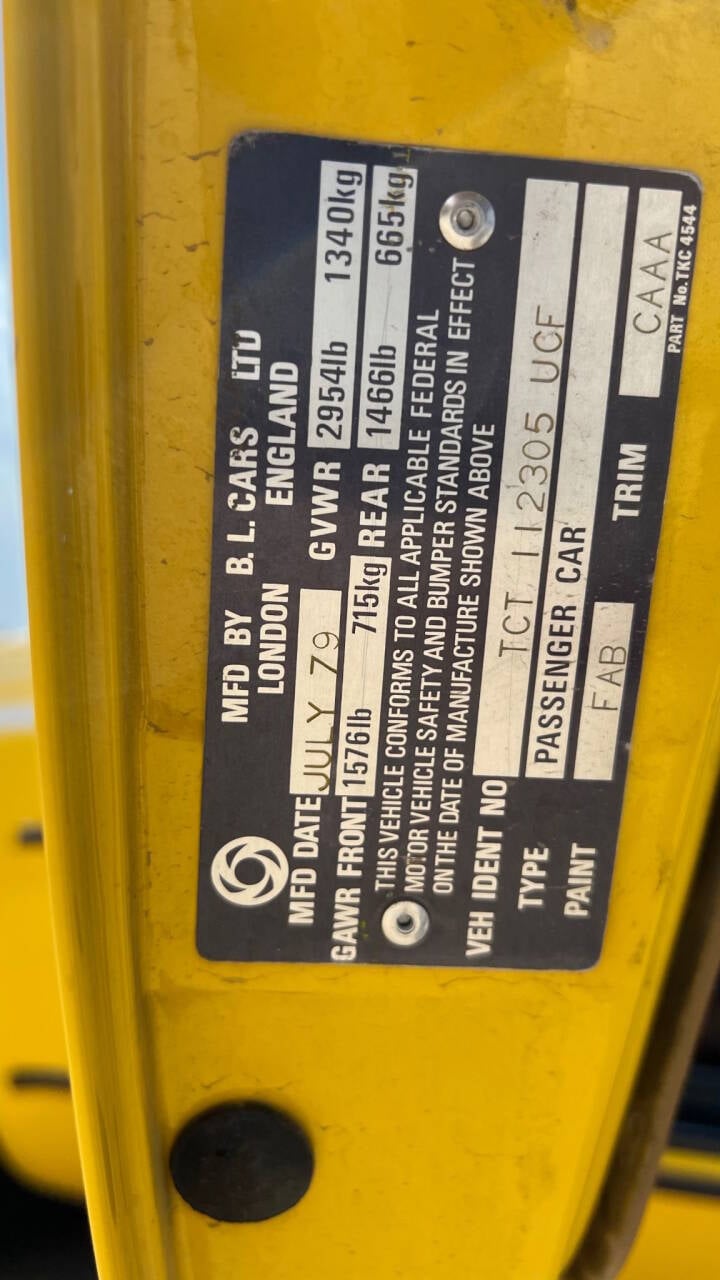 MFD BY B. L. CARS LTD
LONDON ENGLAND
MFD DATE JULY 79 GVWR 2954lb 1340kg
GAWR FRONT 1576lb 715kg REAR 1466lb 665kg
THIS VEHICLE CONFORMS TO ALL APPLICABLE FEDERAL
MOTOR VEHICLE SAFETY AND BUMPER STANDARDS IN EFFECT
ON THE DATE OF MANUFACTURE SHOWN ABOVE
VEH IDENT NO TCT 112305 UCF
TYPE PASSENGER CAR
PAINT FAB TRIM CAAA
PART No. TKC 4544